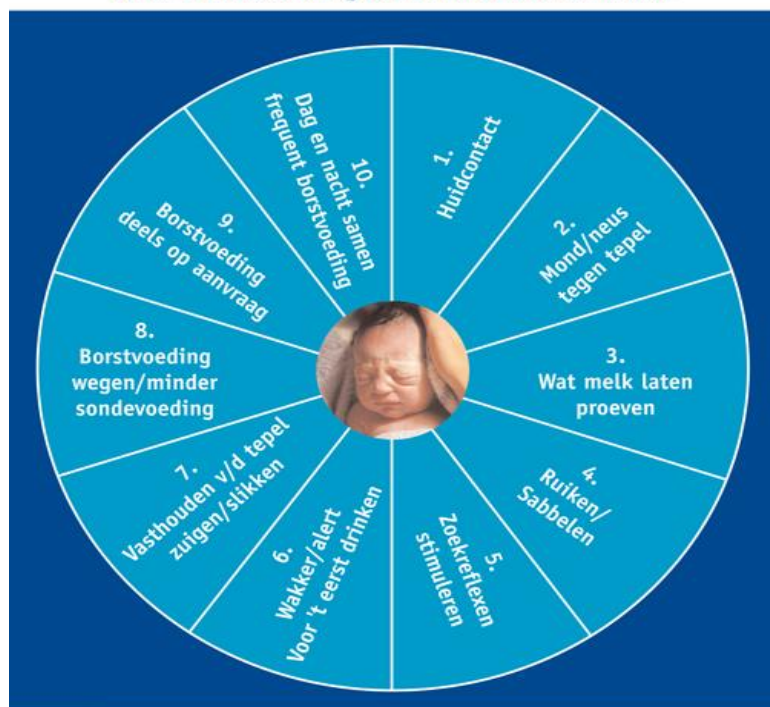 1.
Huidcontact
2.
Mond/neus
tegen tepel
3.
Wat melk laten
proeven
4.
Ruiken/
Sabbelen
5.
Zoekreflexen
stimuleren
6.
Wakker/alert
Voor 't eerst drinken
7.
Vasthouden v/d tepel
zuigen/slikken
8.
Borstvoeding
wegen/minder
sondevoeding
9.
Borstvoeding
deels op aanvraag
10.
Dag en nacht samen
frequent borstvoeding